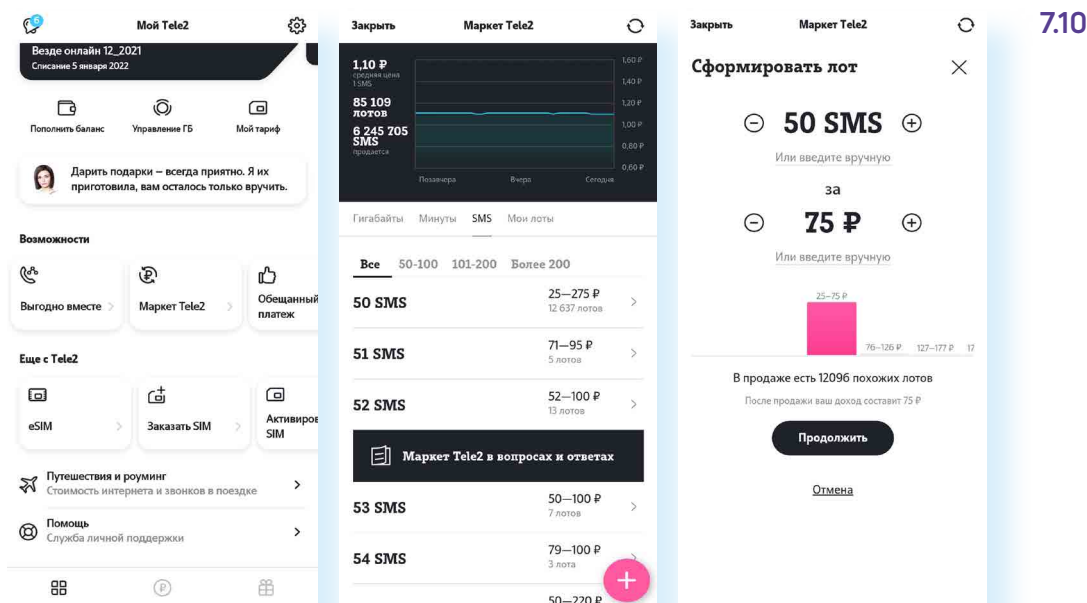 7.10
6
Мой Tele2
Везде онлайн 12_2021
Списание 5 января 2022
Пополнить баланс
Управление ГБ
Мой тариф
Дарить подарки – всегда приятно. Я их
приготовила, вам осталось только вручить.
Возможности
Выгодно вместе
Маркет Tele2
Обещанный
платеж
Еще с Tele2
eSIM
Заказать SIM
Активиров
SIM
Путешествия и роуминг
Стоимость интернета и звонков в поездке
Помощь
Служба личной поддержки
Закрыть
Маркет Tele2
1,10 ₽
средняя цена
1 SMS
85 109
лотов
6 245 705
SMS
продается
1,60 ₽
1,40 ₽
1,20 ₽
1,00 ₽
0,80 ₽
0,60 ₽
Позавчера
Вчера
Сегодня
Гигабайты
Минуты
SMS
Мои лоты
Все
50-100
101-200
Более 200
50 SMS
25—275 ₽
12 637 лотов
51 SMS
71—95 ₽
5 лотов
52 SMS
52—100 ₽
13 лотов
Маркет Tele2 в вопросах и ответах
53 SMS
50—100 ₽
7 лотов
54 SMS
79—100 ₽
3 лота
50—220 ₽
Закрыть
Маркет Tele2
Сформировать лот
50 SMS
Или введите вручную
за
75 ₽
Или введите вручную
25–75 ₽
76–126 ₽
127–177 ₽
17
В продаже есть 12096 похожих лотов
После продажи ваш доход составит 75 ₽
Продолжить
Отмена